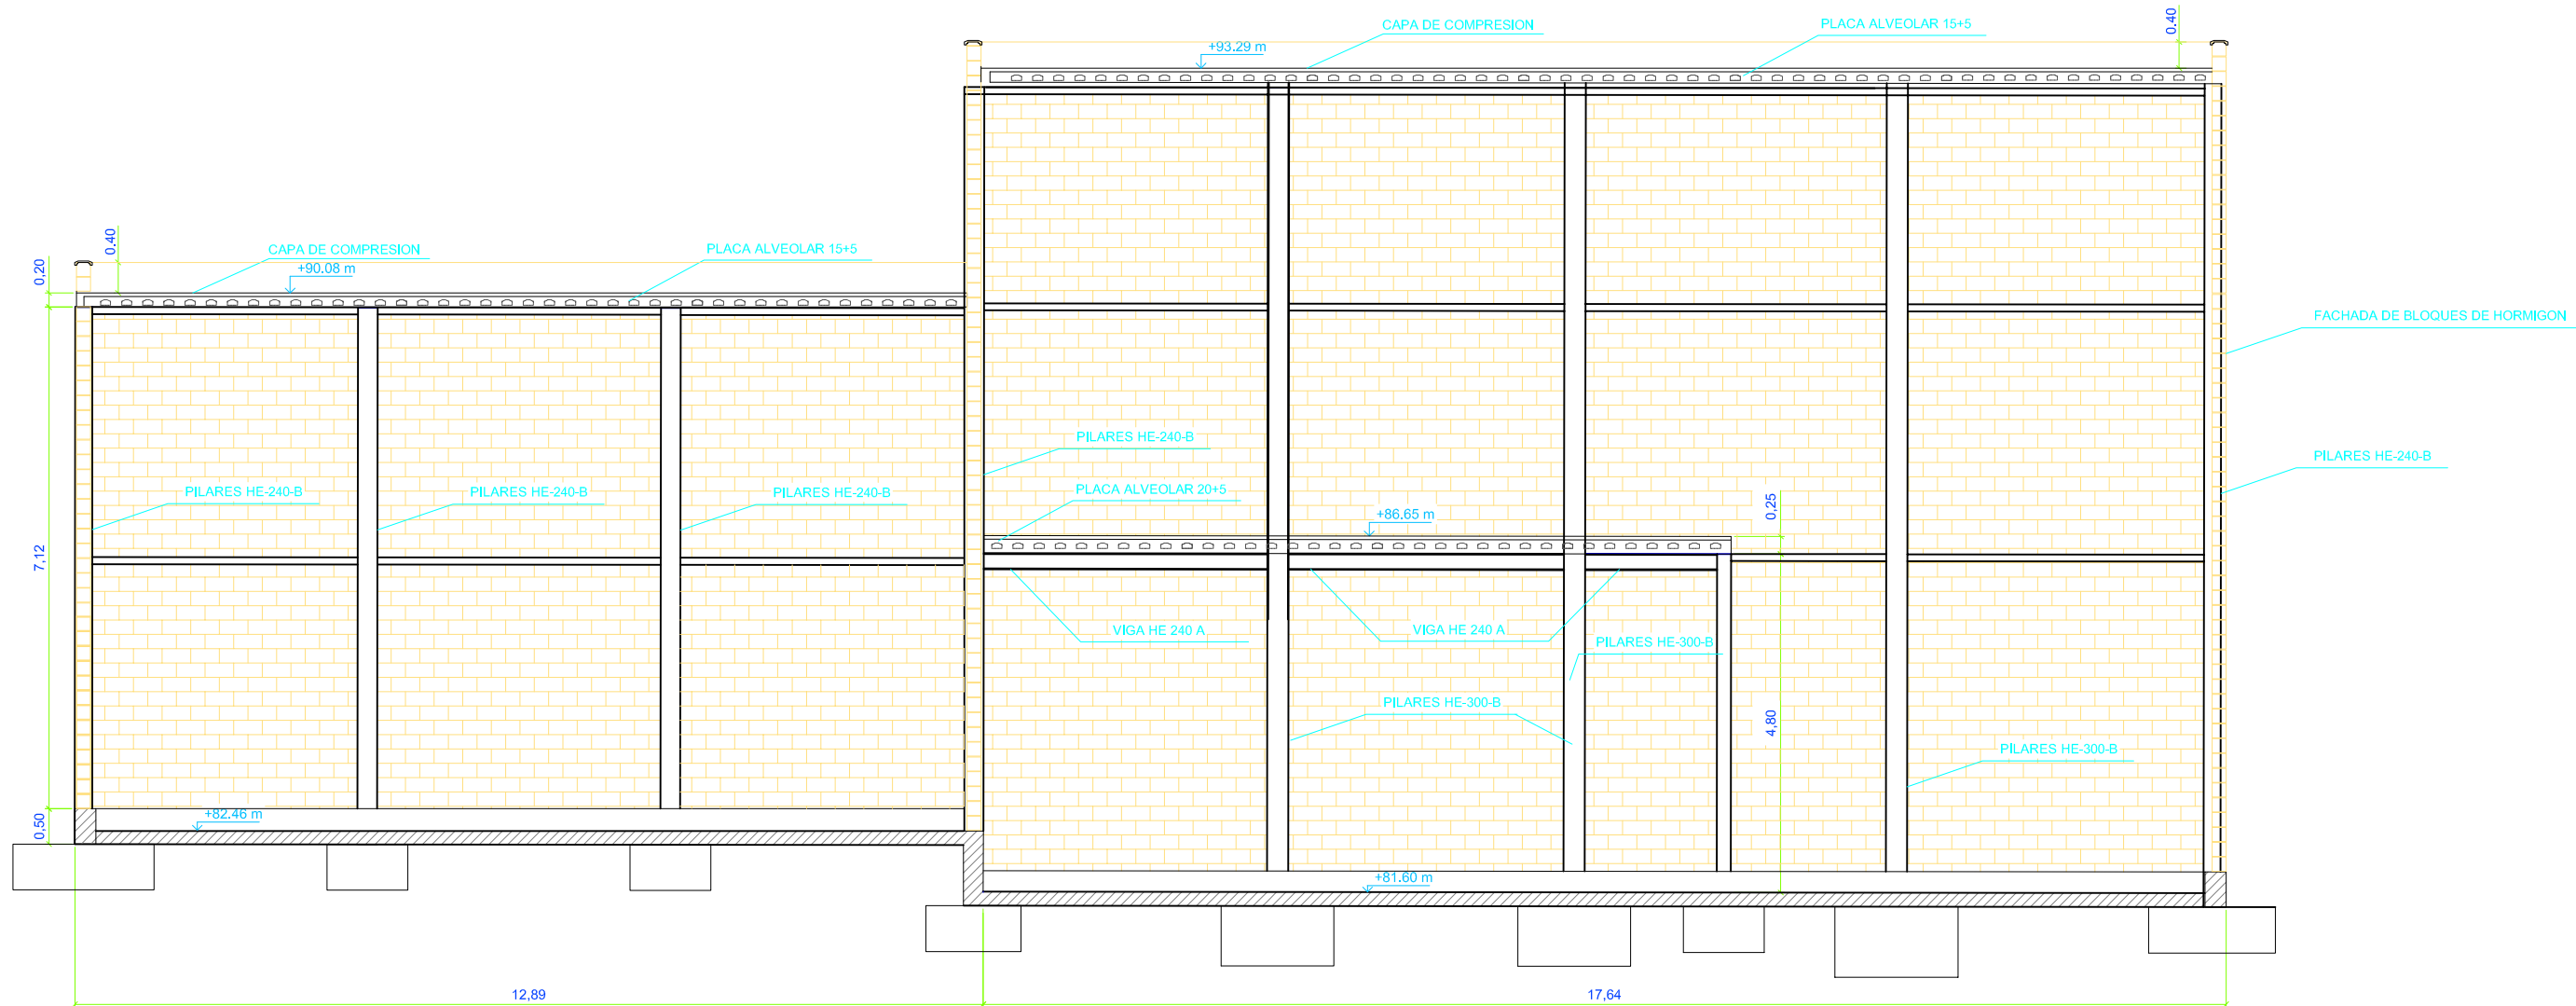 0.40
CAPA DE COMPRESION
PLACA ALVEOLAR 15+5
+93.29 m
0.40
CAPA DE COMPRESION
PLACA ALVEOLAR 15+5
+90.08 m
0,20
FACHADA DE BLOQUES DE HORMIGON
PILARES HE-240-B
PILARES HE-240-B
PILARES HE-240-B
PILARES HE-240-B
PILARES HE-240-B
PLACA ALVEOLAR 20+5
+86.65 m
0,25
7,12
VIGA HE 240 A
VIGA HE 240 A
PILARES HE-300-B
PILARES HE-300-B
4,80
PILARES HE-300-B
+82.46 m
0,50
+81.60 m
12,89
17,64